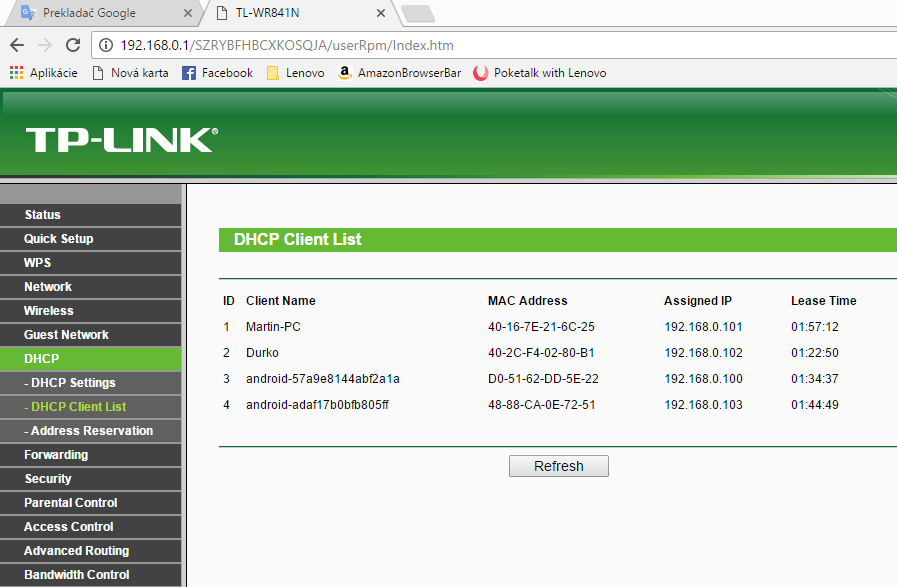 Prekladač Google TL-WR841N
192.168.0.1/SZRYBFHBCXKOSQJA/userRpm/Index.htm
Aplikácie Nová karta Facebook Lenovo AmazonBrowserBar Poketalk with Lenovo
TP-LINK®
Status
Quick Setup
WPS
Network
Wireless
Guest Network
DHCP
- DHCP Settings
- DHCP Client List
- Address Reservation
Forwarding
Security
Parental Control
Access Control
Advanced Routing
Bandwidth Control
DHCP Client List
ID Client Name MAC Address Assigned IP Lease Time
1 Martin-PC 40-16-7E-21-6C-25 192.168.0.101 01:57:12
2 Durko 40-2C-F4-02-80-B1 192.168.0.102 01:22:50
3 android-57a9e8144abf2a1a D0-51-62-DD-5E-22 192.168.0.100 01:34:37
4 android-adaf17b0bfb805ff 48-88-CA-0E-72-51 192.168.0.103 01:44:49
Refresh